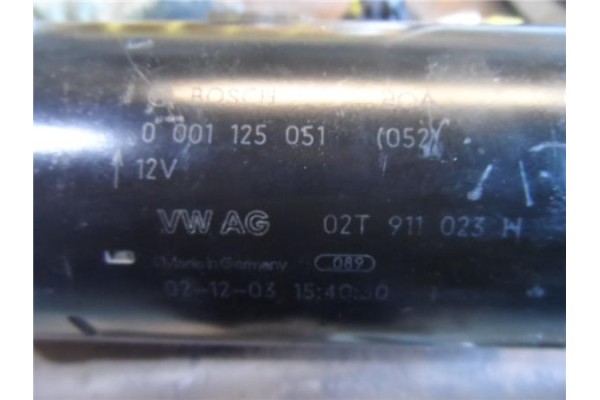 BOSCH
0 001 125 051 (052)
12V
VW AG 02T 911 023 H
Made in Germany 089
02-12-03 15:40:30